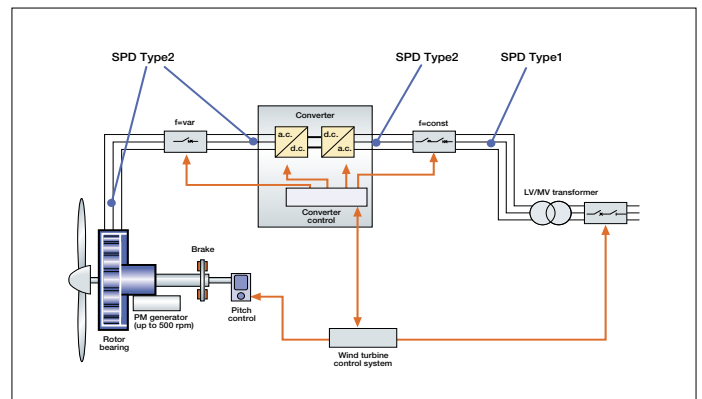 SPD Type2
SPD Type2
SPD Type1
Converter
f=var
a.c.
d.c.
d.c.
a.c.
f=const
Converter
control
LV/MV transformer
Brake
PM generator
(up to 500 rpm)
Pitch
control
Rotor
bearing
Wind turbine
control system